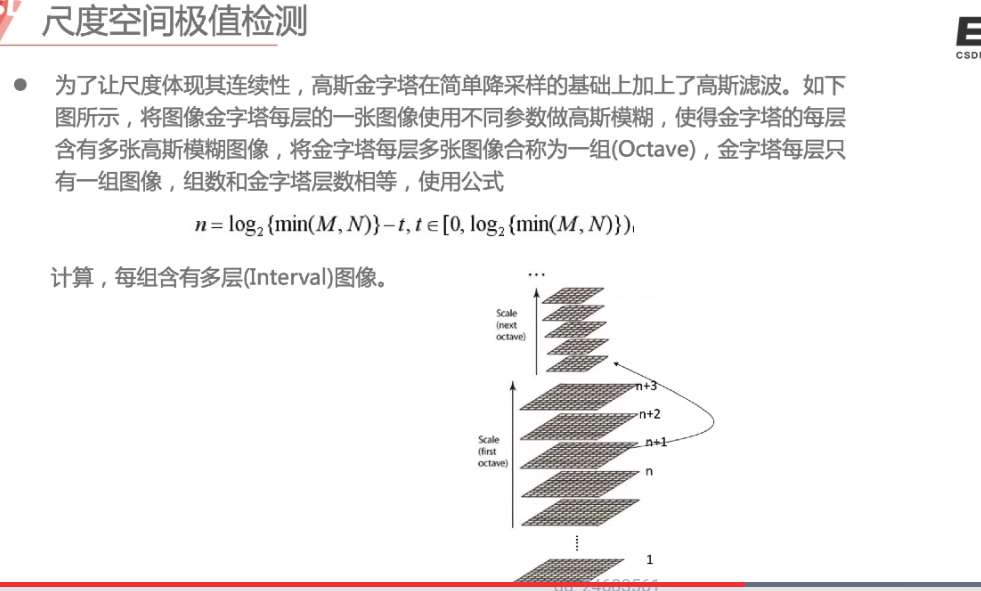 尺度空间极值检测
CSDN
● 为了让尺度体现其连续性，高斯金字塔在简单降采样的基础上加上了高斯滤波。如下
图所示，将图像金字塔每层的一张图像使用不同参数做高斯模糊，使得金字塔的每层
含有多张高斯模糊图像，将金字塔每层多张图像合称为一组(Octave)，金字塔每层只
有一组图像，组数和金字塔层数相等，使用公式
n = log₂{min(M, N)} − t, t ∈ [0, log₂{min(M, N)})
计算，每组含有多层(Interval)图像。
...
Scale
(next
octave)
n+3
n+2
Scale
(first
octave)
n+1
n
1